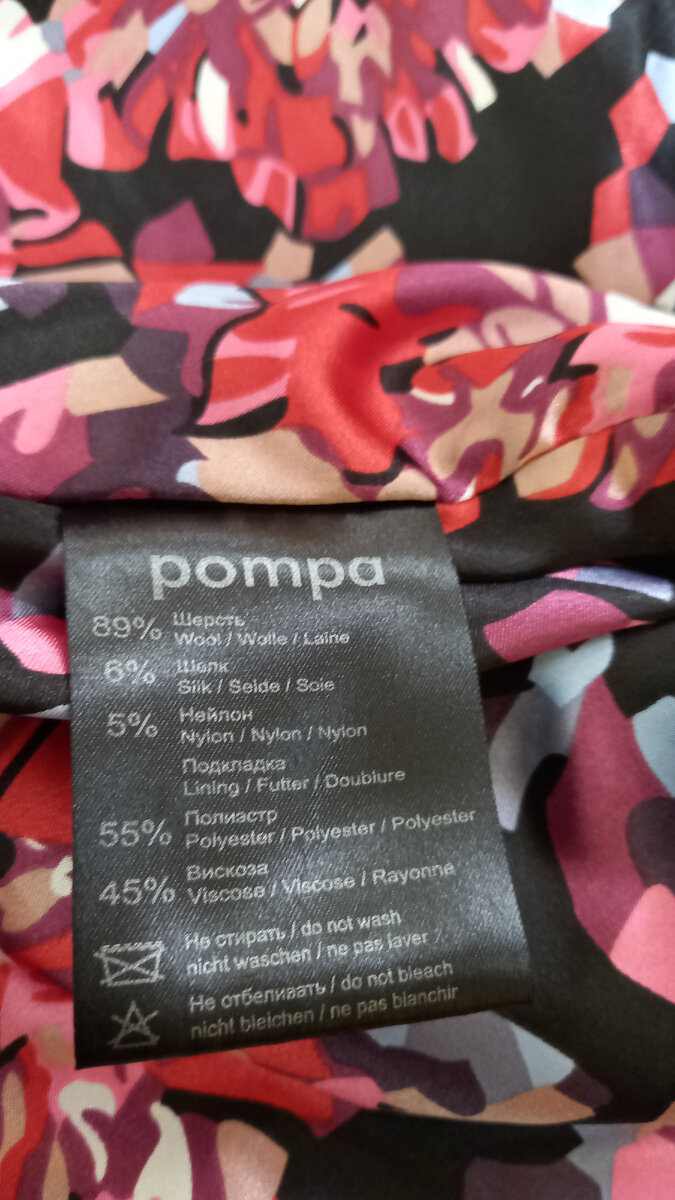 pompa
89% Шерсть
Wool / Wolle / Laine
6% Шелк
Silk / Seide / Soie
5% Нейлон
Nylon / Nylon / Nylon
Подкладка
Lining / Futter / Doublure
55% Полиэстр
Polyester / Polyester / Polyester
45% Вискоза
Viscose / Viscose / Rayonne
Не стирать / do not wash
nicht waschen / ne pas laver
Не отбеливать / do not bleach
nicht bleichen / ne pas blanchir